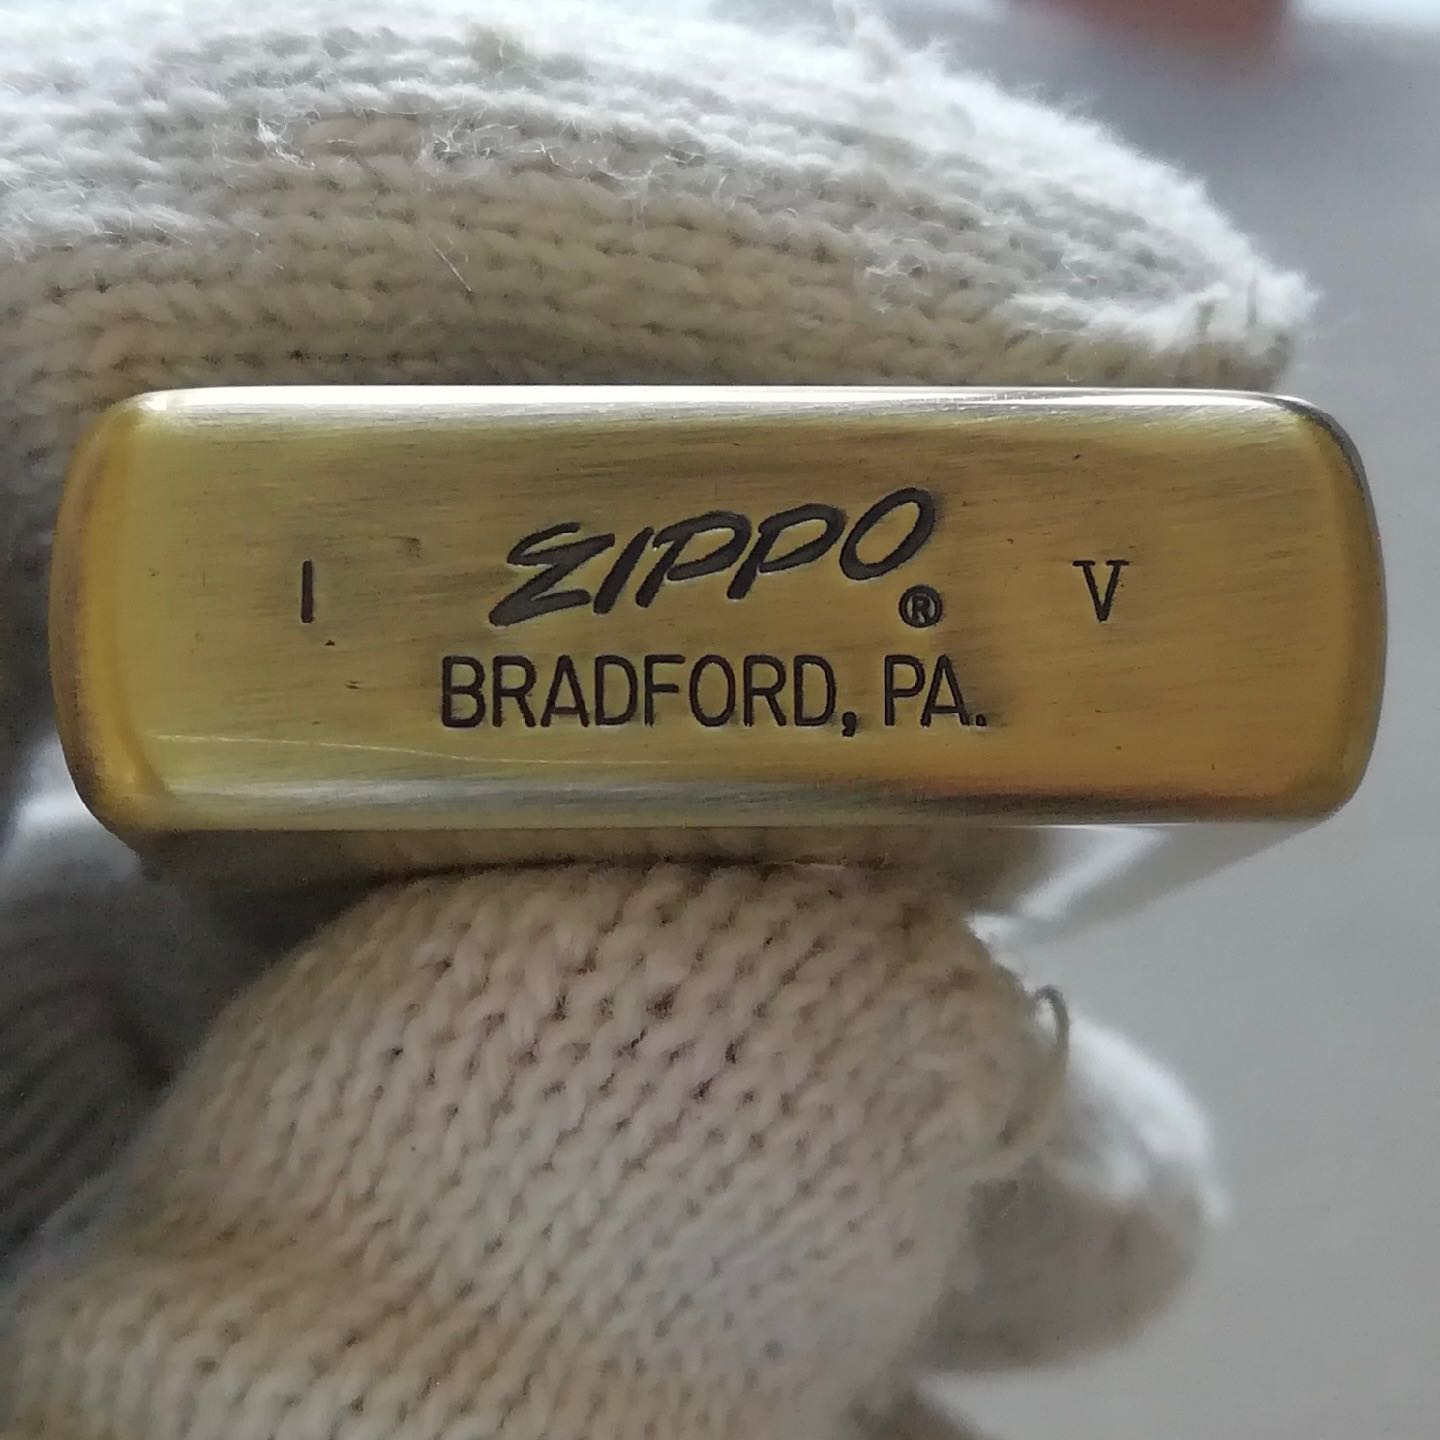 I ZIPPO ® V
BRADFORD, PA.